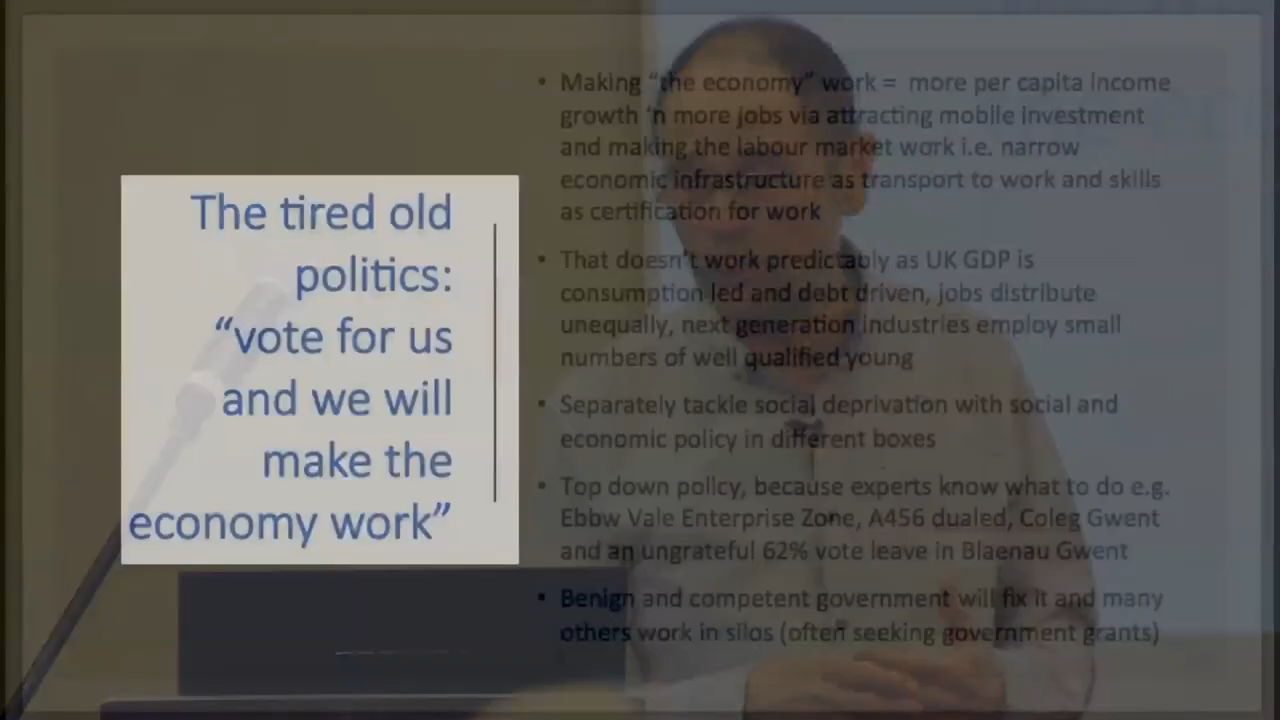 The tired old
politics:
“vote for us
and we will
make the
economy work”
• Making “the economy” work = more per capita income
growth ‘n more jobs via attracting mobile investment
and making the labour market work i.e. narrow
economic infrastructure as transport to work and skills
as certification for work
• That doesn’t work predictably as UK GDP is
consumption led and debt driven, jobs distribute
unequally, next generation industries employ small
numbers of well qualified young
• Separately tackle social deprivation with social and
economic policy in different boxes
• Top down policy, because experts know what to do e.g.
Ebbw Vale Enterprise Zone, A456 dualed, Coleg Gwent
and an ungrateful 62% vote leave in Blaenau Gwent
• Benign and competent government will fix it and many
others work in silos (often seeking government grants)